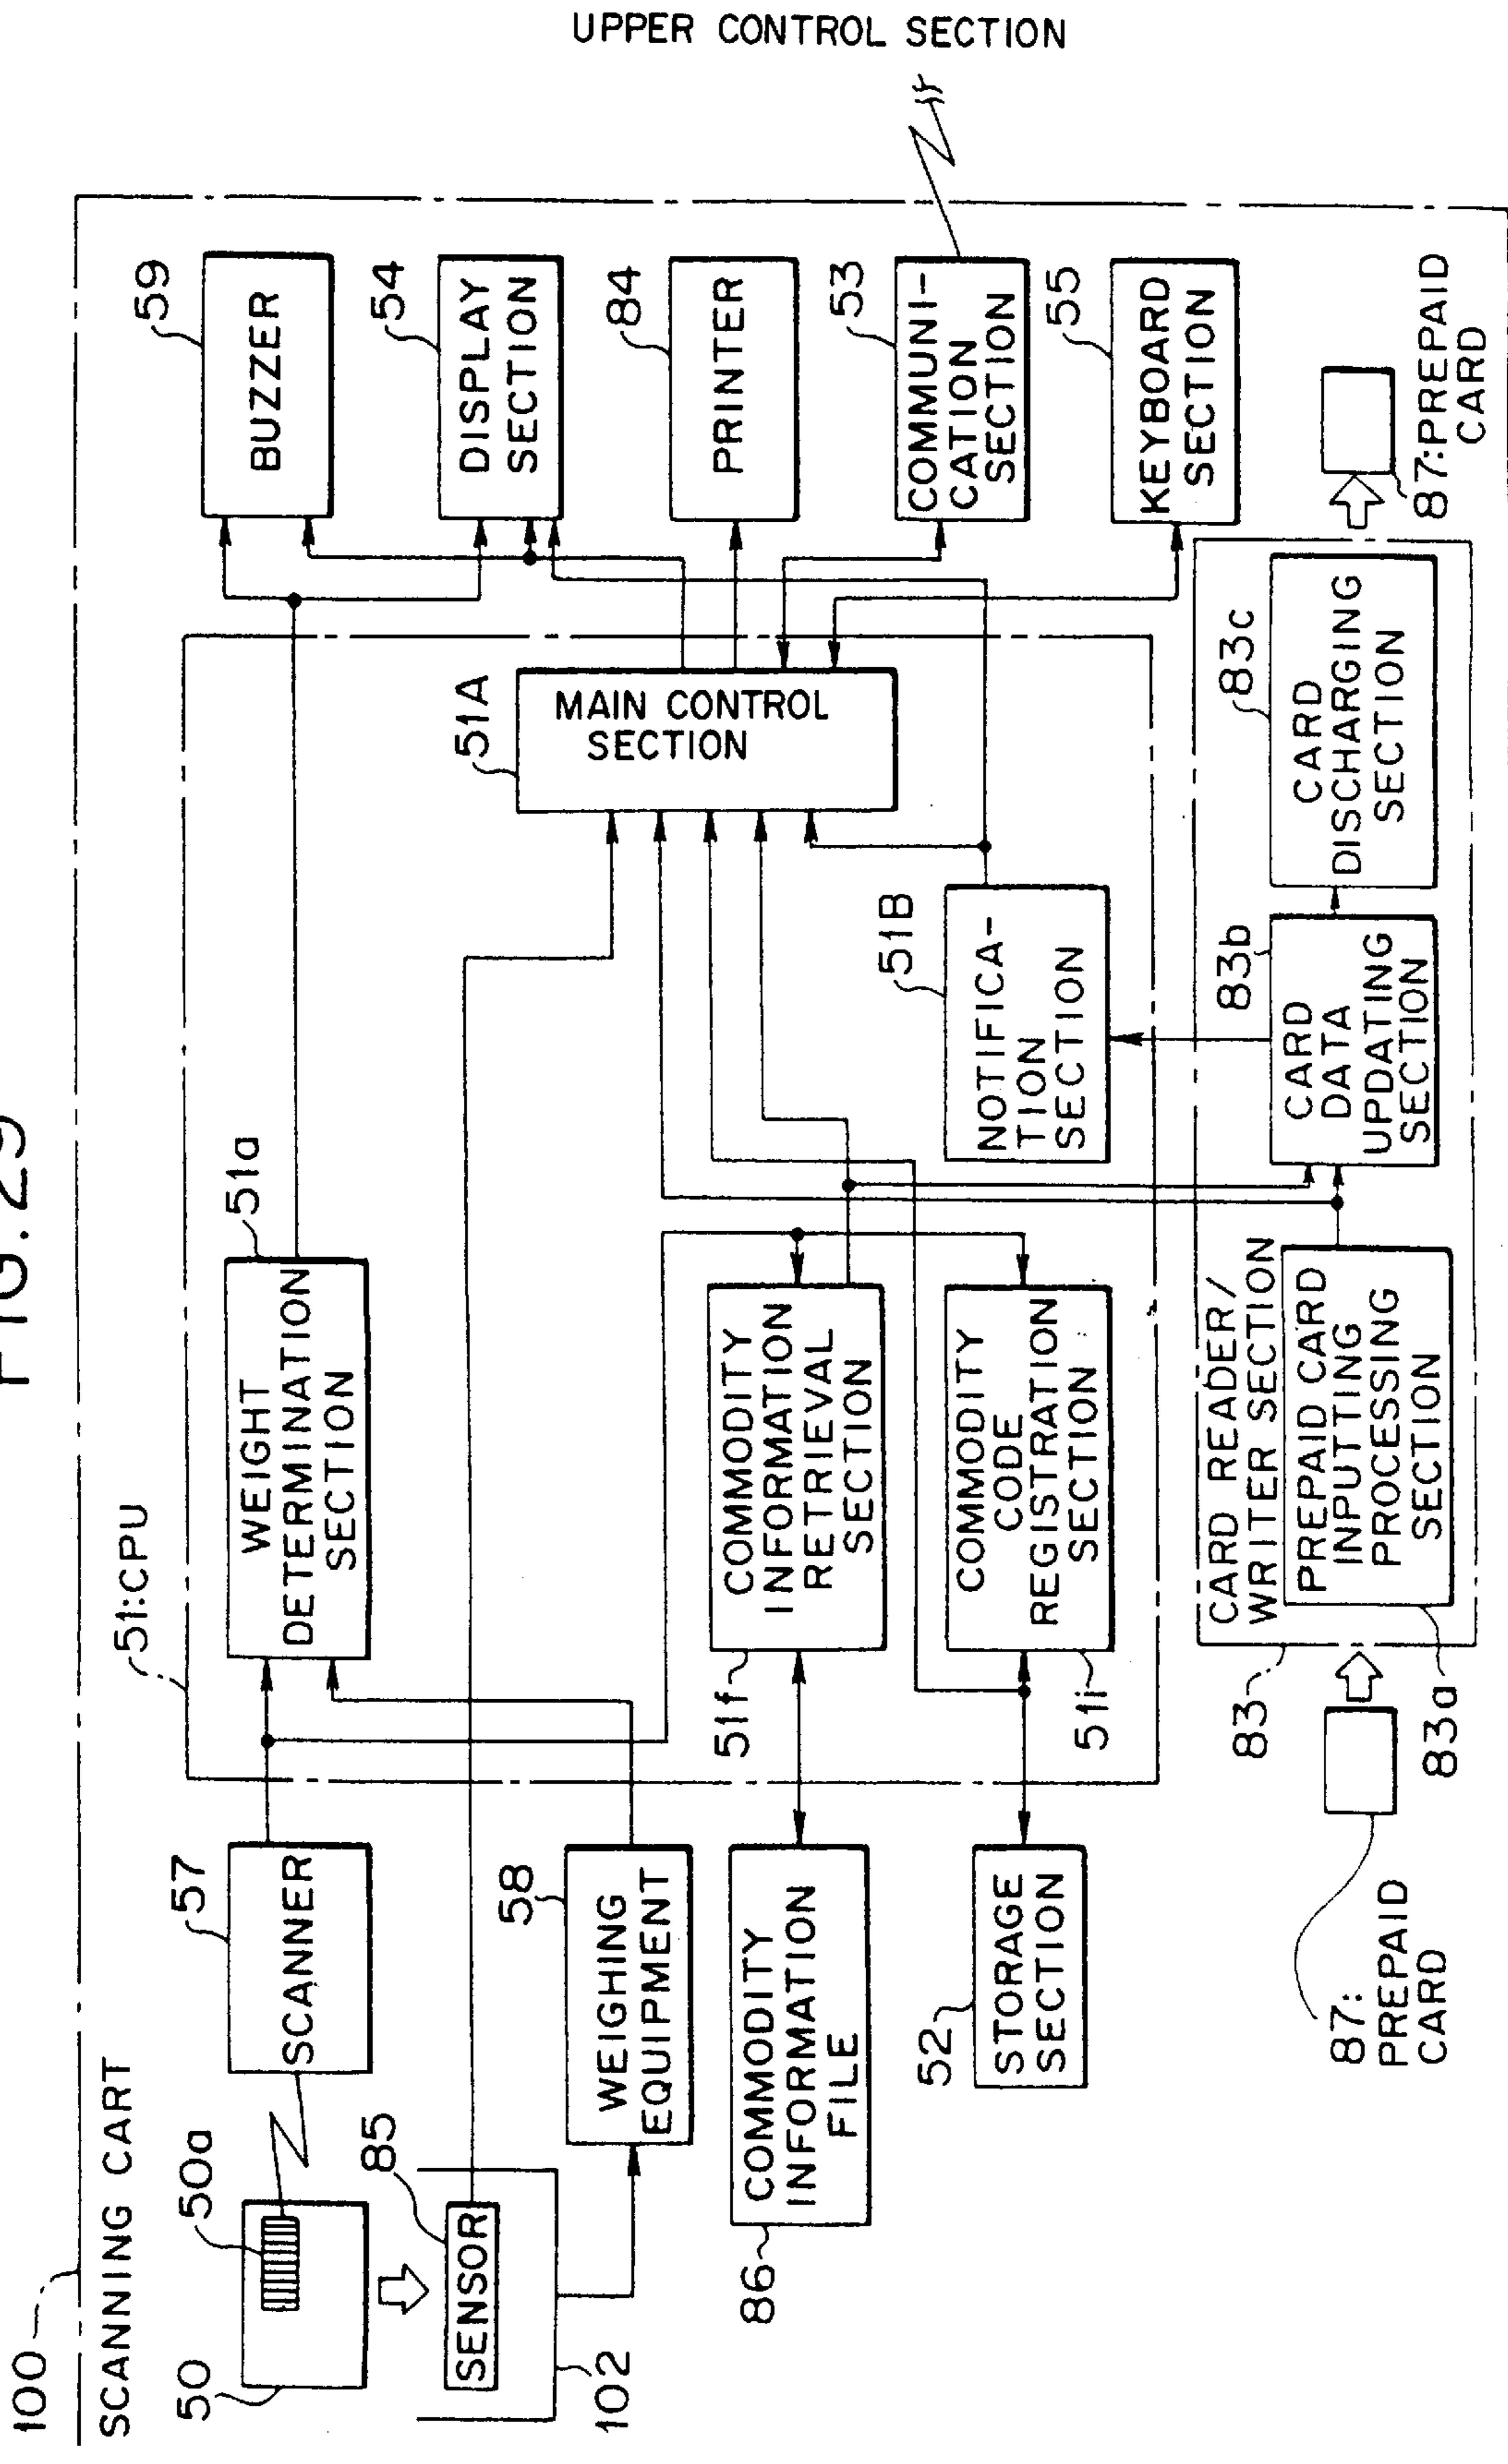 FIG. 29
100
SCANNING CART
50
50a
57
SCANNER
85
SENSOR
102
58
WEIGHING
EQUIPMENT
86
COMMODITY
INFORMATION
FILE
52
STORAGE
SECTION
87:
PREPAID
CARD
51:CPU
51a
WEIGHT
DETERMINATION
SECTION
51f
COMMODITY
INFORMATION
RETRIEVAL
SECTION
51i
COMMODITY
CODE
REGISTRATION
SECTION
51A
MAIN CONTROL
SECTION
51B
NOTIFICA-
TION
SECTION
83
CARD READER/
WRITER SECTION
83a
PREPAID CARD
INPUTTING
PROCESSING
SECTION
83b
CARD
DATA
UPDATING
SECTION
83c
CARD
DISCHARGING
SECTION
59
BUZZER
54
DISPLAY
SECTION
84
PRINTER
53
COMMUNI-
CATION
SECTION
55
KEYBOARD
SECTION
87:PREPAID
CARD
UPPER CONTROL SECTION